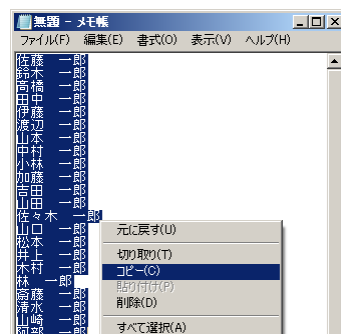 無題 - メモ帳
ファイル(F) 編集(E) 書式(O) 表示(V) ヘルプ(H)
佐藤 一郎
鈴木 一郎
高橋 一郎
田中 一郎
伊藤 一郎
渡辺 一郎
山本 一郎
中村 一郎
小林 一郎
加藤 一郎
吉田 一郎
山田 一郎
佐々木 一郎
山口 一郎
松本 一郎
井上 一郎
木村 一郎
林 一郎
斎藤 一郎
清水 一郎
山崎 一郎
阿部 一郎
元に戻す(U)
切り取り(T)
コピー(C)
貼り付け(P)
削除(D)
すべて選択(A)